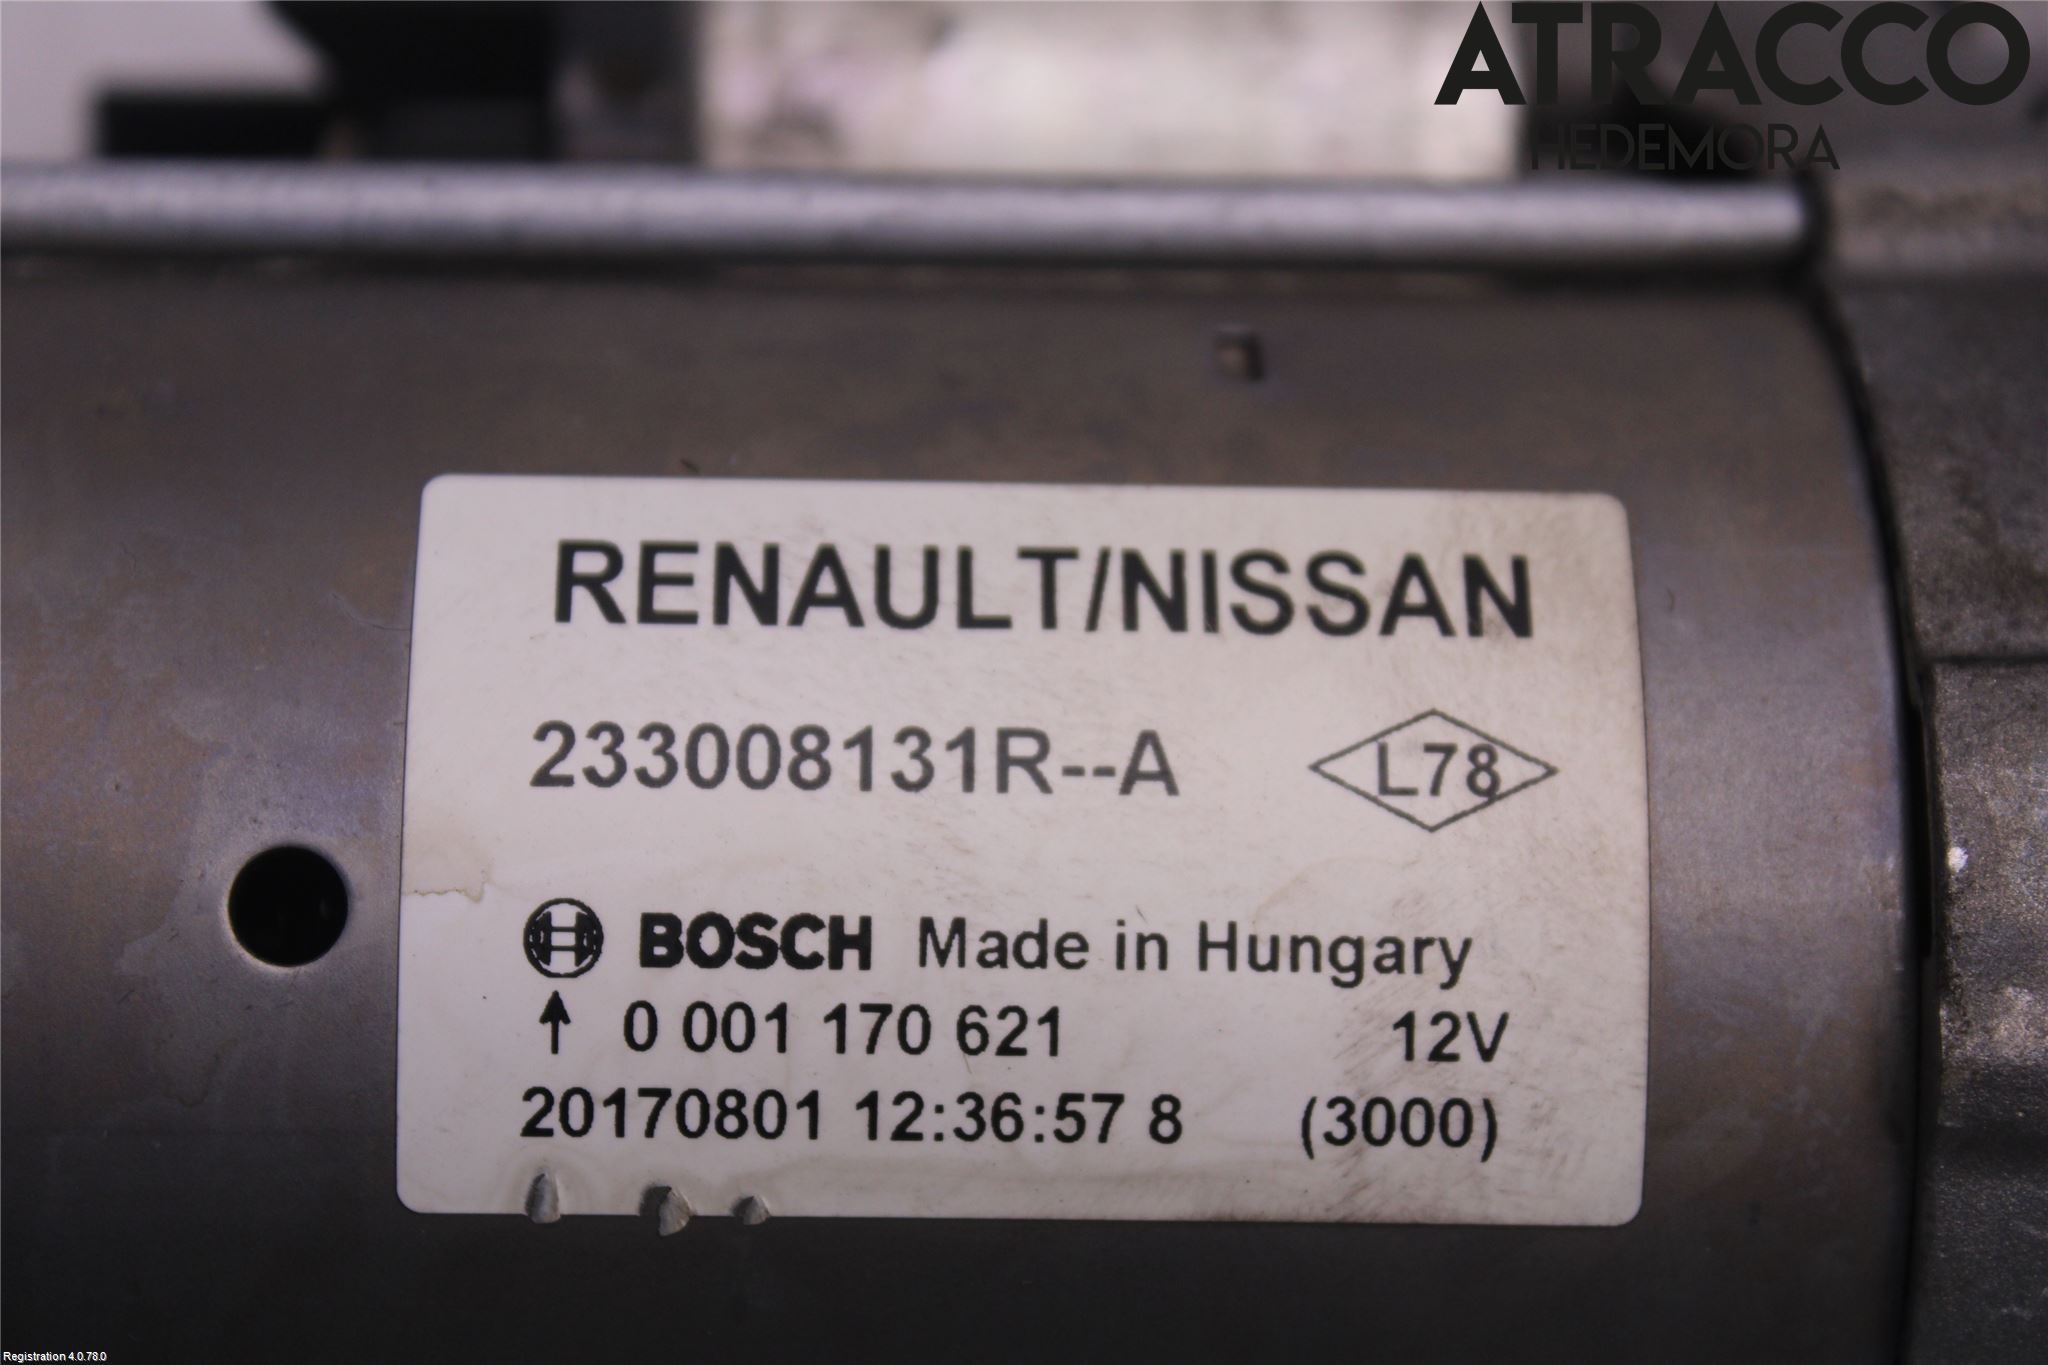 ATRACCO
HEDEMORA
RENAULT/NISSAN
233008131R--A
L78
BOSCH Made in Hungary
↑ 0 001 170 621 12V
20170801 12:36:57 8 (3000)
Registration 4.0.78.0